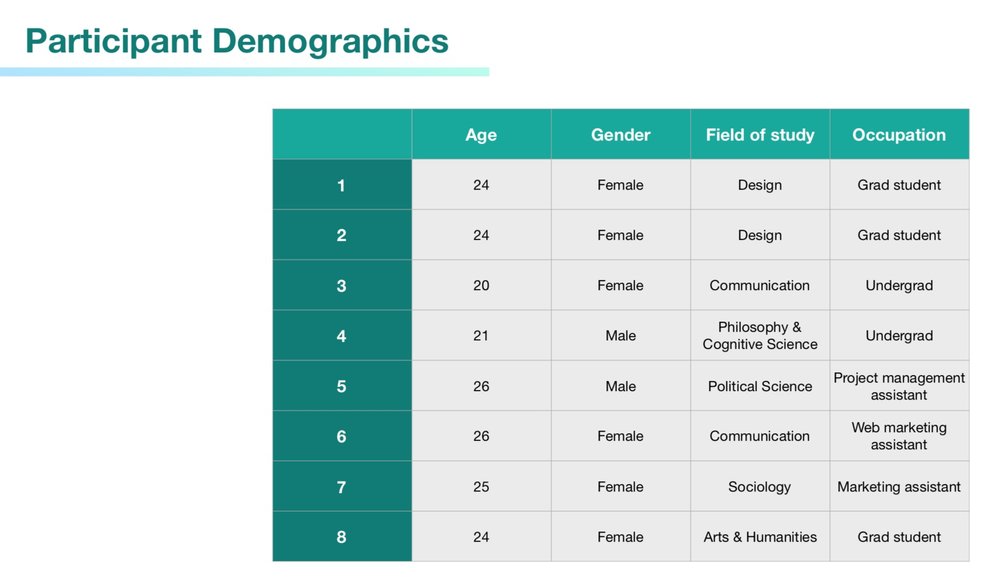 Participant Demographics
Age Gender Field of study Occupation
1 24 Female Design Grad student
2 24 Female Design Grad student
3 20 Female Communication Undergrad
4 21 Male Philosophy & Cognitive Science Undergrad
5 26 Male Political Science Project management assistant
6 26 Female Communication Web marketing assistant
7 25 Female Sociology Marketing assistant
8 24 Female Arts & Humanities Grad student